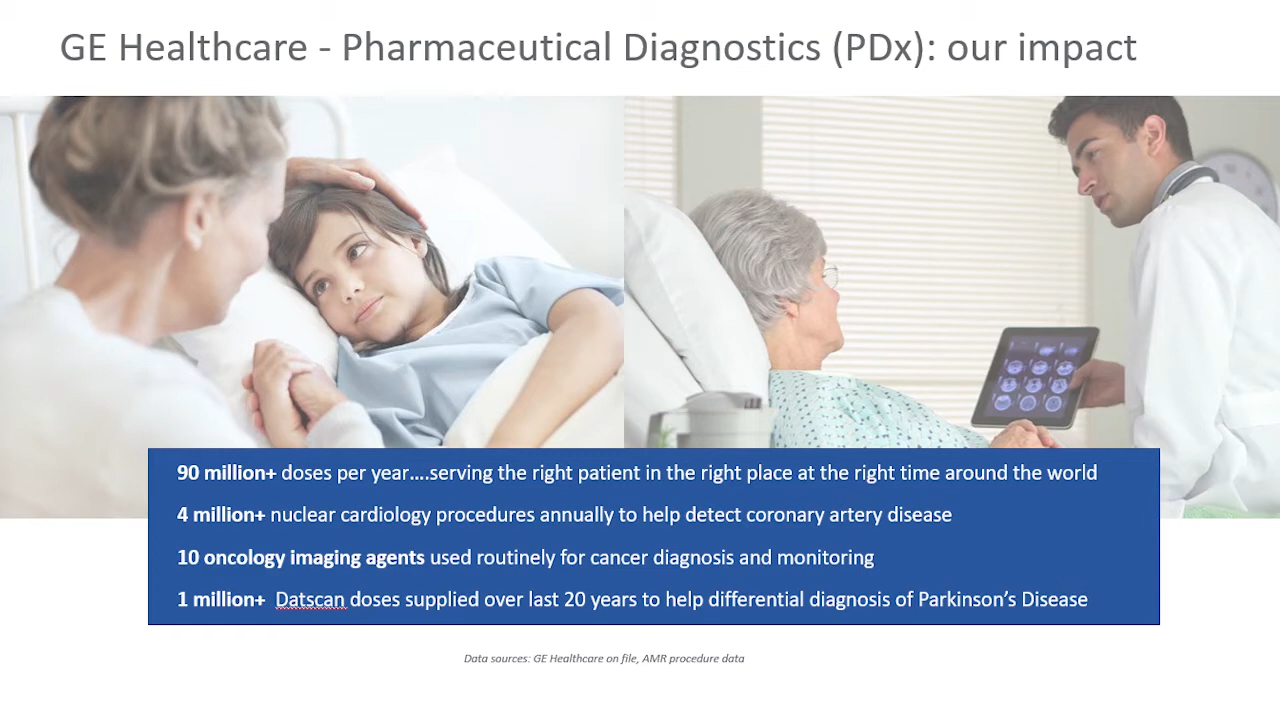 GE Healthcare - Pharmaceutical Diagnostics (PDx): our impact
90 million+ doses per year….serving the right patient in the right place at the right time around the world
4 million+ nuclear cardiology procedures annually to help detect coronary artery disease
10 oncology imaging agents used routinely for cancer diagnosis and monitoring
1 million+  Datscan doses supplied over last 20 years to help differential diagnosis of Parkinson’s Disease
Data sources: GE Healthcare on file, AMR procedure data